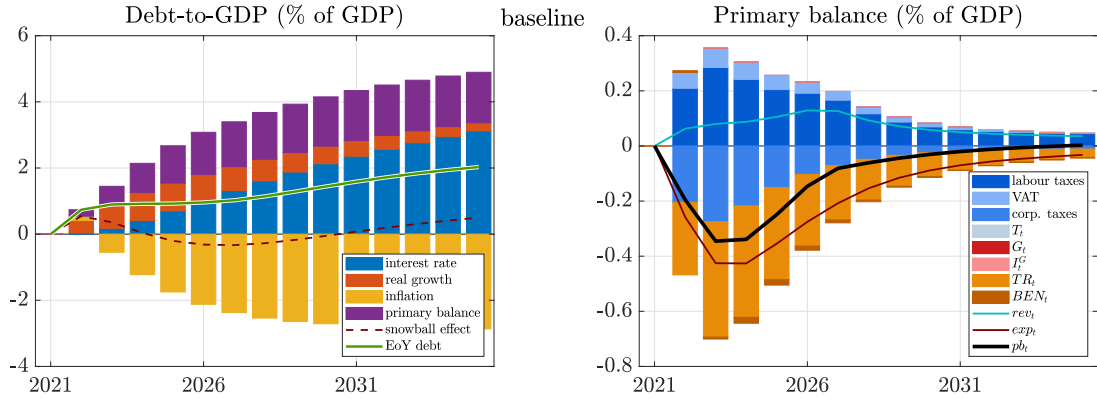 Debt-to-GDP (% of GDP)
baseline
Primary balance (% of GDP)
6
4
2
0
-2
-4
2021
2026
2031
interest rate
real growth
inflation
primary balance
snowball effect
EoY debt
0.4
0.2
0
-0.2
-0.4
-0.6
-0.8
2021
2026
2031
labour taxes
VAT
corp. taxes
T_t
G_t
I_t^G
TR_t
BEN_t
rev_t
exp_t
pb_t